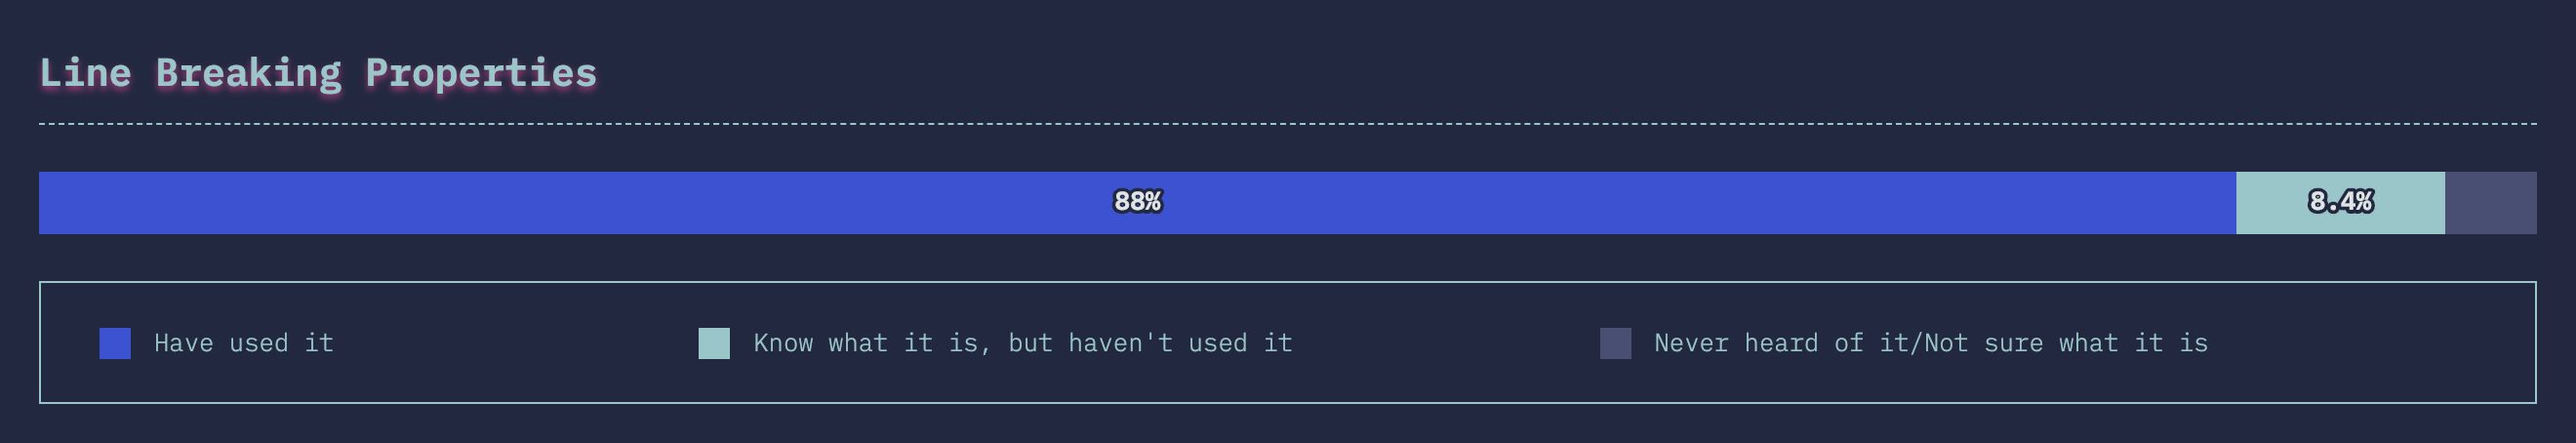 Line Breaking Properties
88%
8.4%
Have used it
Know what it is, but haven't used it
Never heard of it/Not sure what it is